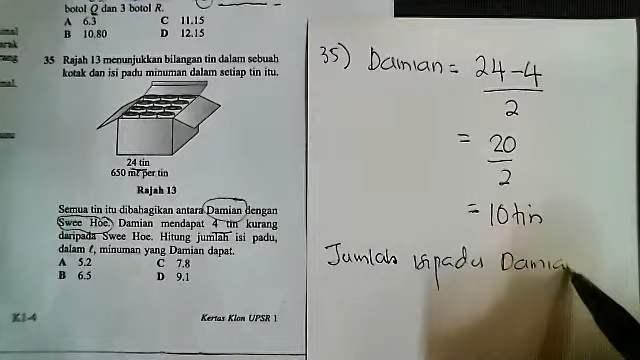 botol Q dan 3 botol R.
A 6.3 C 11.15
B 10.80 D 12.15
35 Rajah 13 menunjukkan bilangan tin dalam sebuah
kotak dan isi padu minuman dalam setiap tin itu.
24 tin
650 mℓ per tin
Rajah 13
Semua tin itu dibahagikan antara Damian dengan
Swee Hoe. Damian mendapat 4 tin kurang
daripada Swee Hoe. Hitung jumlah isi padu,
dalam ℓ, minuman yang Damian dapat.
A 5.2 C 7.8
B 6.5 D 9.1
K1-4 Kertas Klon UPSR 1
35) Damian = 24-4
2
= 20
2
= 10 tin
Jumlah isipadu Damian